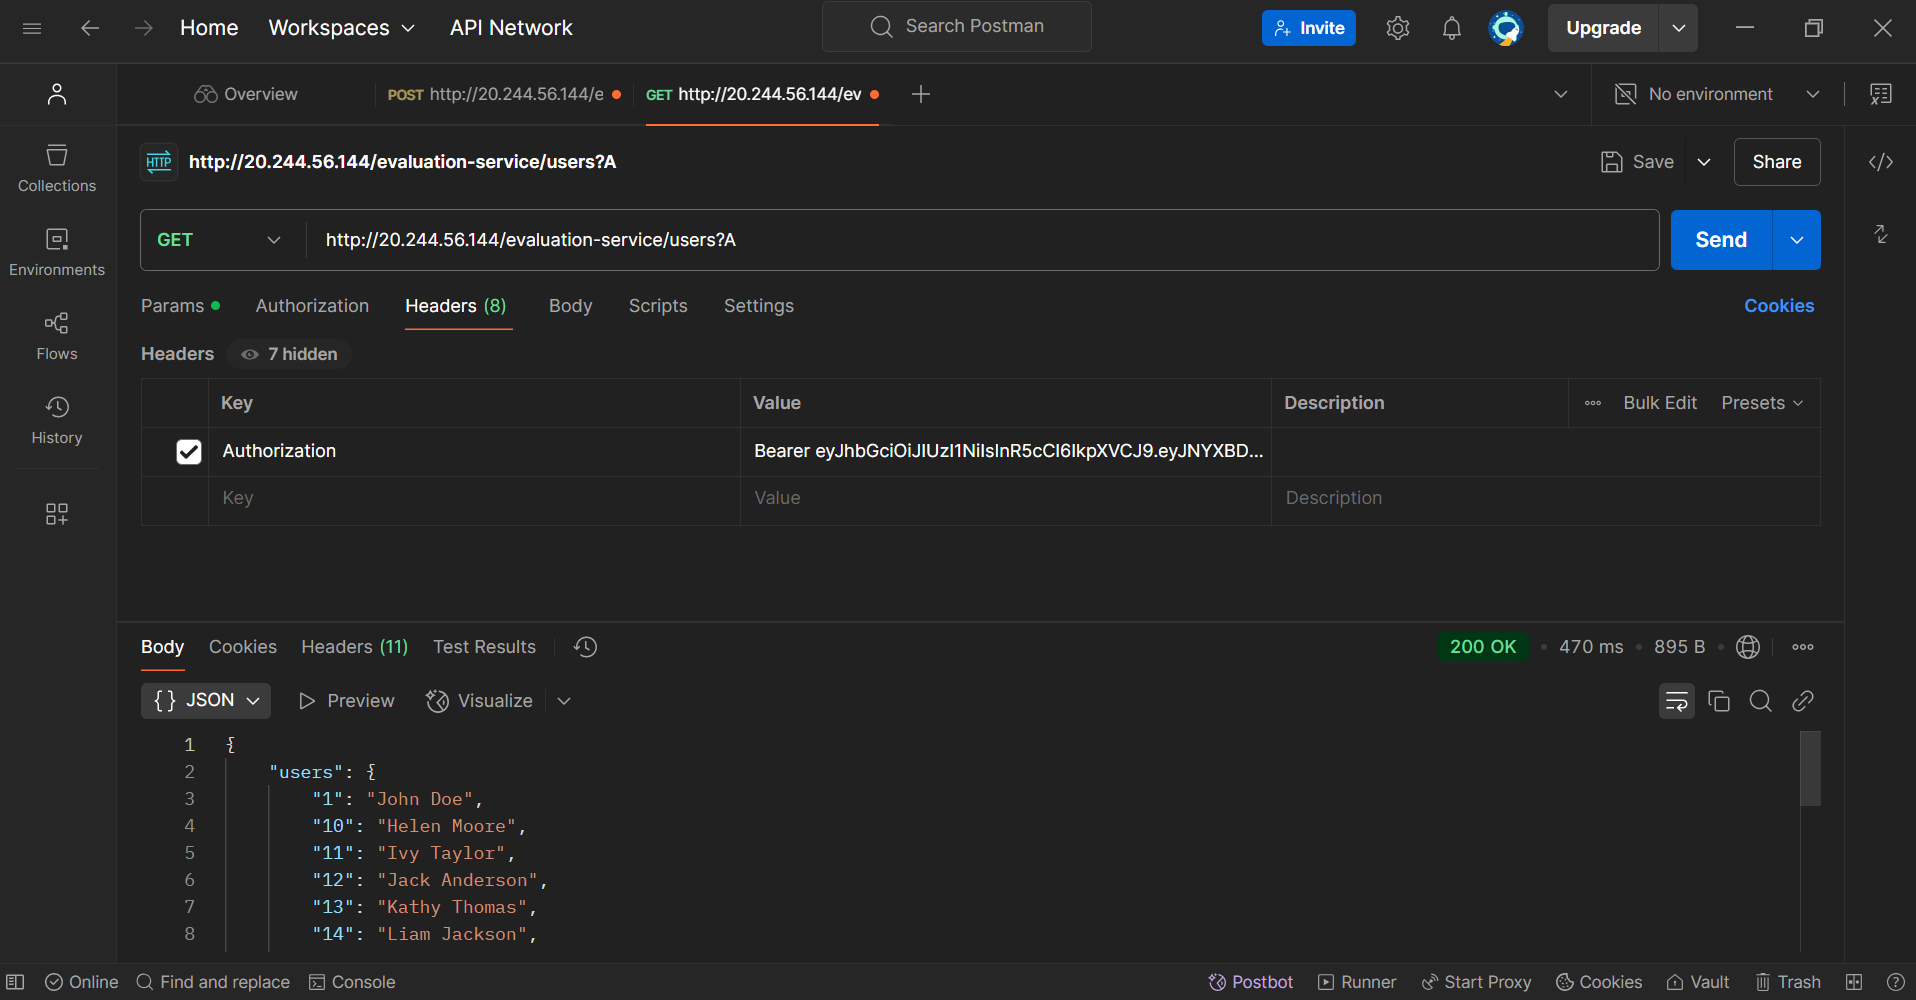 Home Workspaces API Network Search Postman Invite Upgrade
Overview POST http://20.244.56.144/e GET http://20.244.56.144/ev No environment
HTTP http://20.244.56.144/evaluation-service/users?A Save Share
Collections
GET http://20.244.56.144/evaluation-service/users?A Send
Environments
Params Authorization Headers (8) Body Scripts Settings Cookies
Flows
Headers 7 hidden
Key Value Description Bulk Edit Presets
History
Authorization Bearer eyJhbGciOiJIUzI1NiIsInR5cCI6IkpXVCJ9.eyJNYXBD...
Key Value Description
Body Cookies Headers (11) Test Results 200 OK 470 ms 895 B
{} JSON Preview Visualize
1 {
2 "users": {
3 "1": "John Doe",
4 "10": "Helen Moore",
5 "11": "Ivy Taylor",
6 "12": "Jack Anderson",
7 "13": "Kathy Thomas",
8 "14": "Liam Jackson",
Online Find and replace Console Postbot Runner Start Proxy Cookies Vault Trash